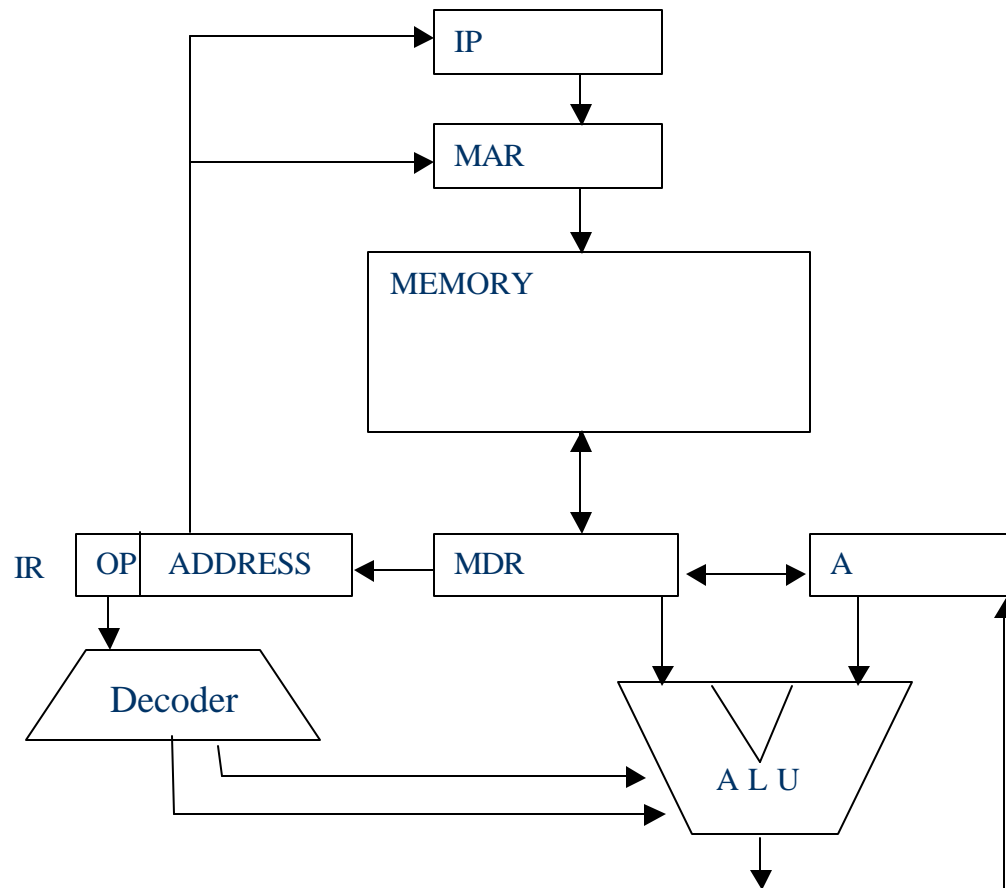 IP
MAR
MEMORY
IR OP ADDRESS MDR A
Decoder
A L U